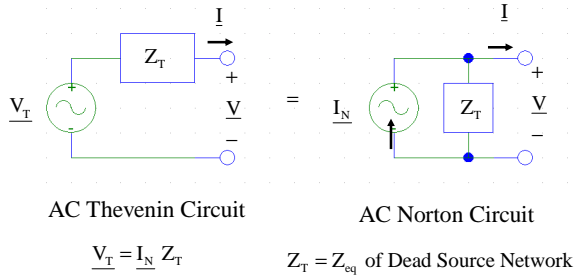 I
I
Z_T
+
+
V_T
V
=
I_N
Z_T
V
−
−
AC Thevenin Circuit
AC Norton Circuit
V_T = I_N Z_T
Z_T = Z_eq of Dead Source Network